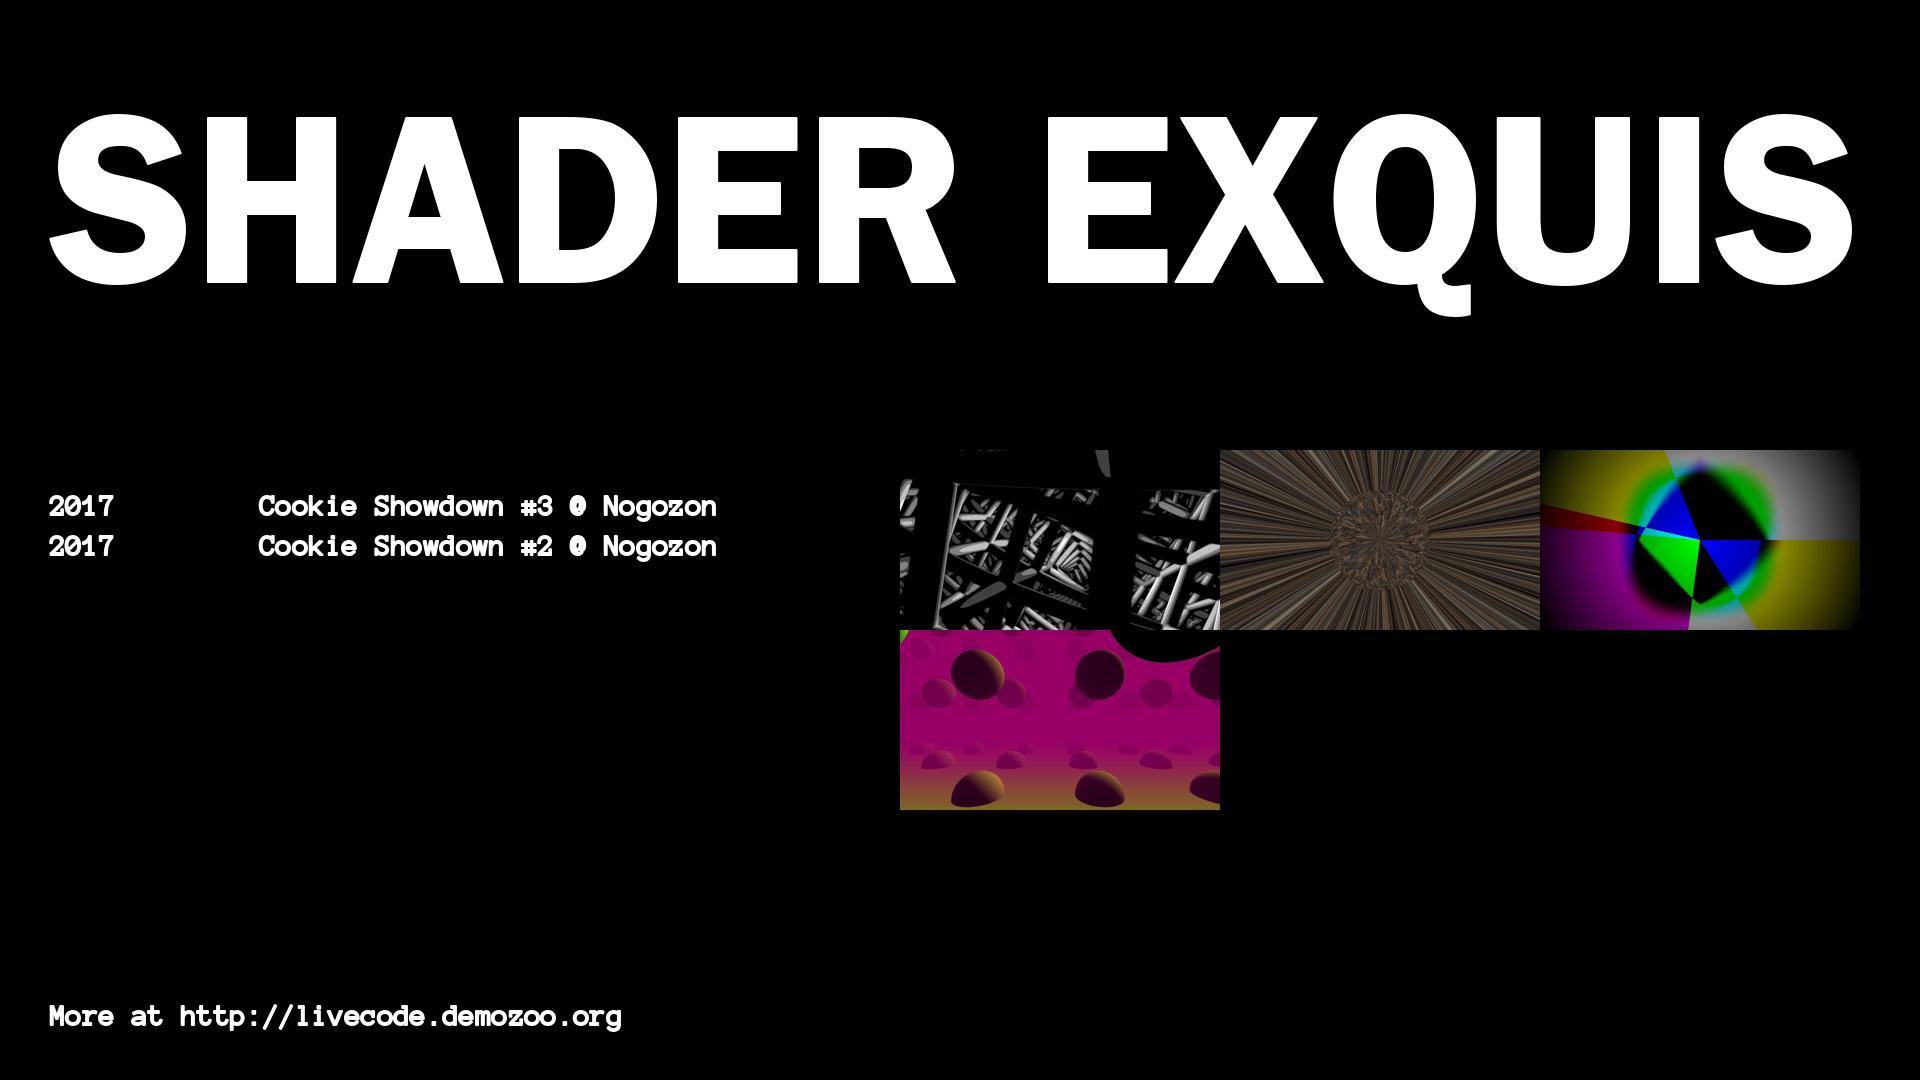 SHADER EXQUIS
2017 Cookie Showdown #3 @ Nogozon
2017 Cookie Showdown #2 @ Nogozon
More at http://livecode.demozoo.org